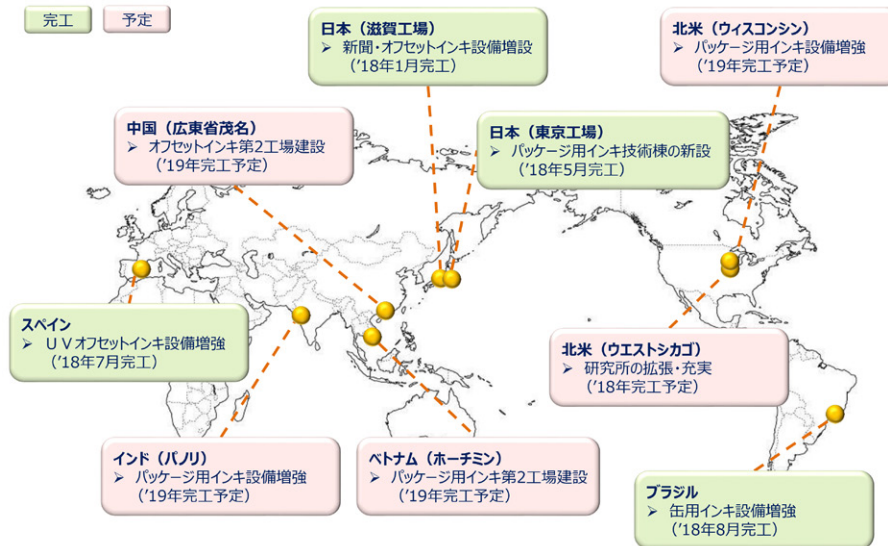 完工 予定
日本（滋賀工場）
➢ 新聞・オフセットインキ設備増設
（’18年1月完工）
北米（ウィスコンシン）
➢ パッケージ用インキ設備増強
（’19年完工予定）
中国（広東省茂名）
➢ オフセットインキ第2工場建設
（’19年完工予定）
日本（東京工場）
➢ パッケージ用インキ技術棟の新設
（’18年5月完工）
スペイン
➢ ＵＶオフセットインキ設備増強
（’18年7月完工）
北米（ウエストシカゴ）
➢ 研究所の拡張・充実
（’18年完工予定）
インド（パノリ）
➢ パッケージ用インキ設備増強
（’19年完工予定）
ベトナム（ホーチミン）
➢ パッケージ用インキ第2工場建設
（’19年完工予定）
ブラジル
➢ 缶用インキ設備増強
（’18年8月完工）